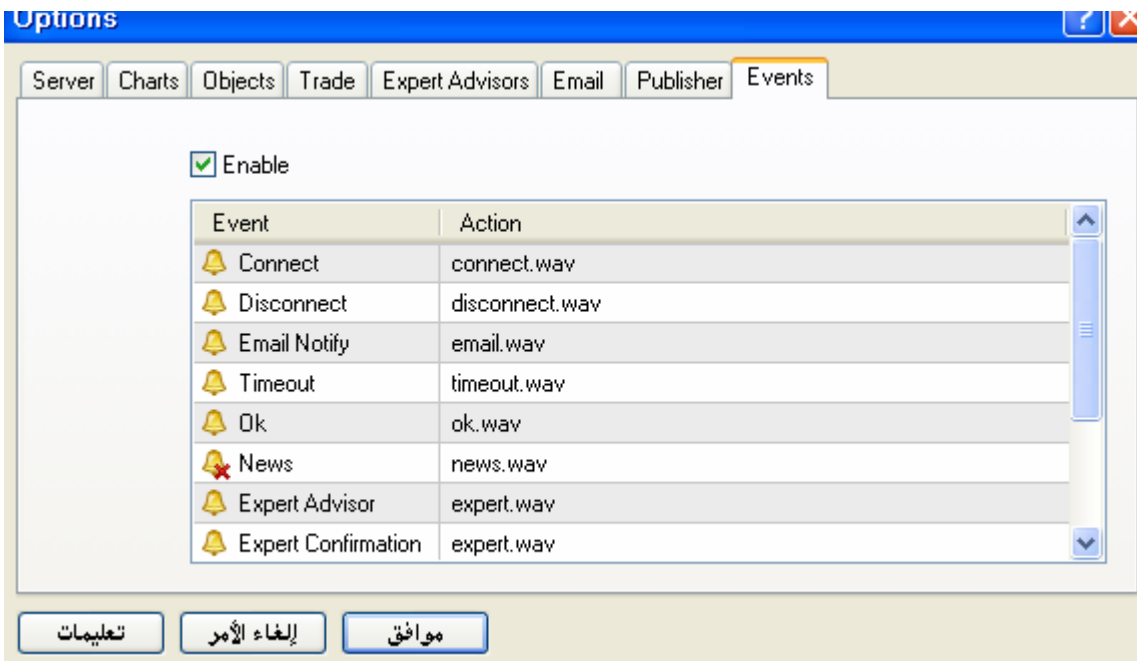 Options
Server Charts Objects Trade Expert Advisors Email Publisher Events
Enable
Event Action
Connect connect.wav
Disconnect disconnect.wav
Email Notify email.wav
Timeout timeout.wav
Ok ok.wav
News news.wav
Expert Advisor expert.wav
Expert Confirmation expert.wav
موافق إلغاء الأمر تعليمات